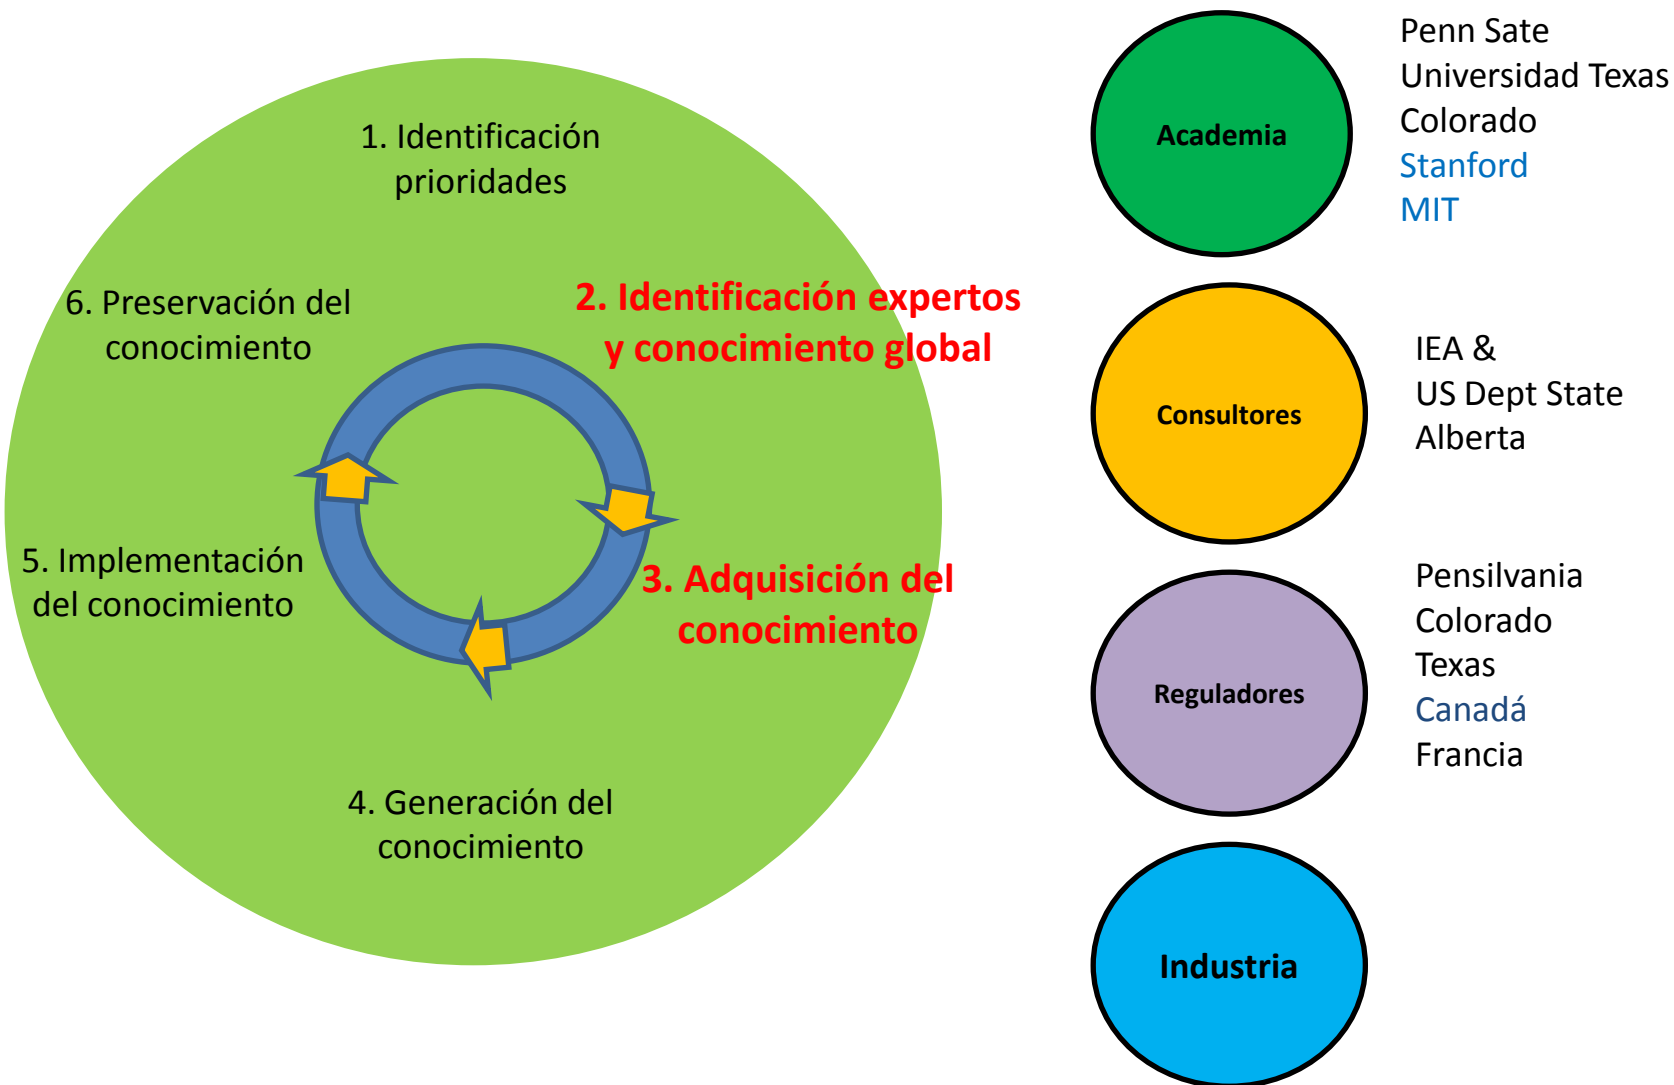 1. Identificación
prioridades
2. Identificación expertos
y conocimiento global
3. Adquisición del
conocimiento
4. Generación del
conocimiento
5. Implementación
del conocimiento
6. Preservación del
conocimiento
Academia
Penn Sate
Universidad Texas
Colorado
Stanford
MIT
Consultores
IEA &
US Dept State
Alberta
Reguladores
Pensilvania
Colorado
Texas
Canadá
Francia
Industria